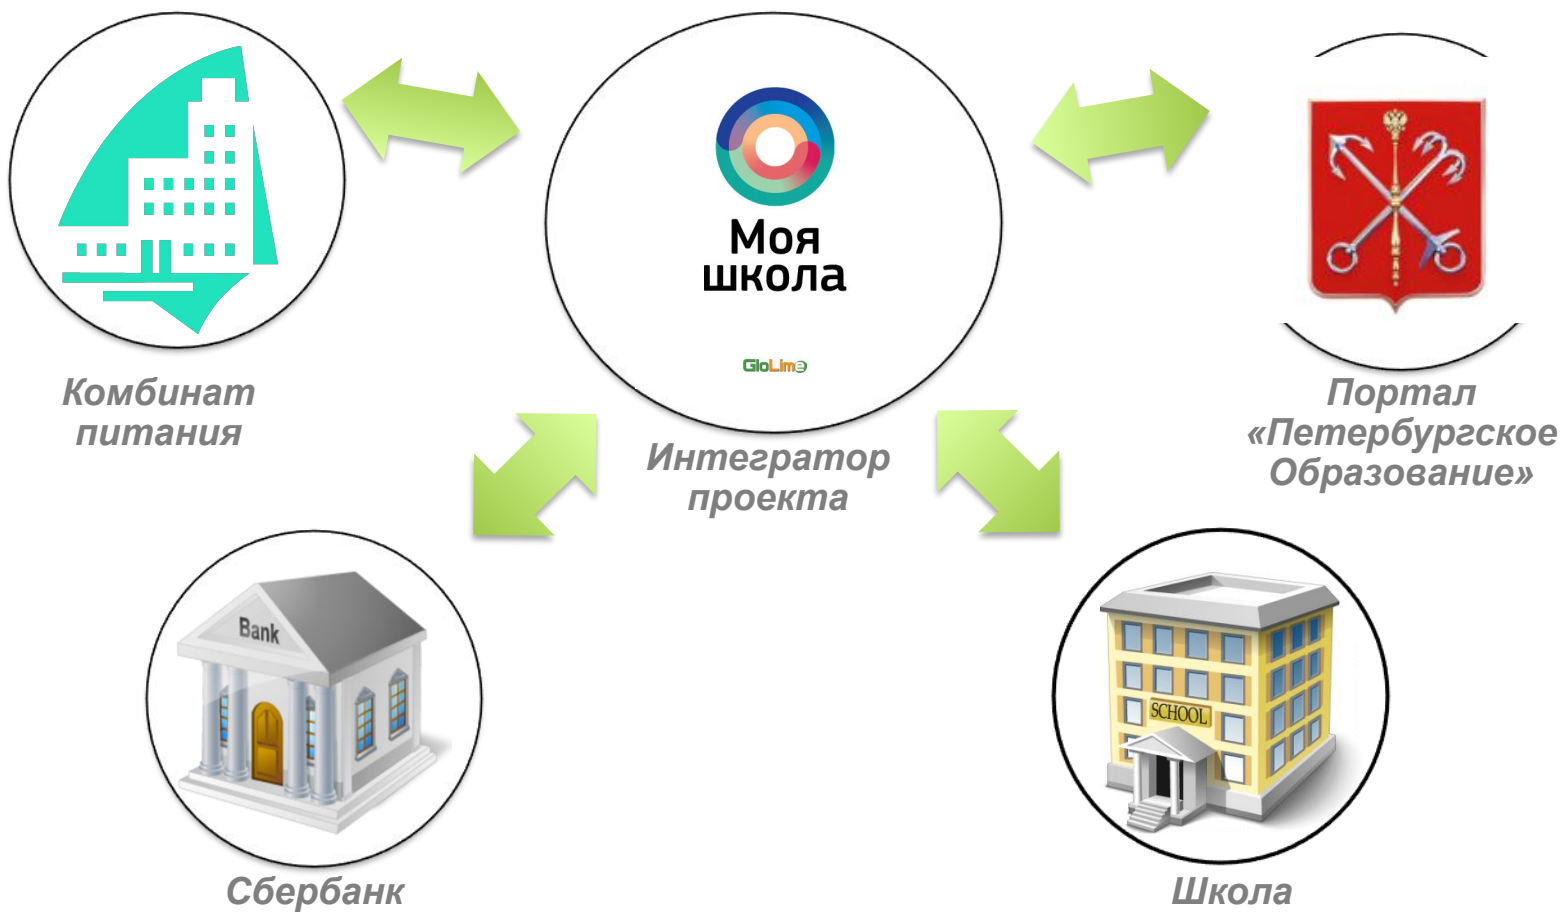 Моя
школа
GloLime
Комбинат
питания
Интегратор
проекта
Портал
«Петербургское
Образование»
Bank
SCHOOL
Сбербанк
Школа